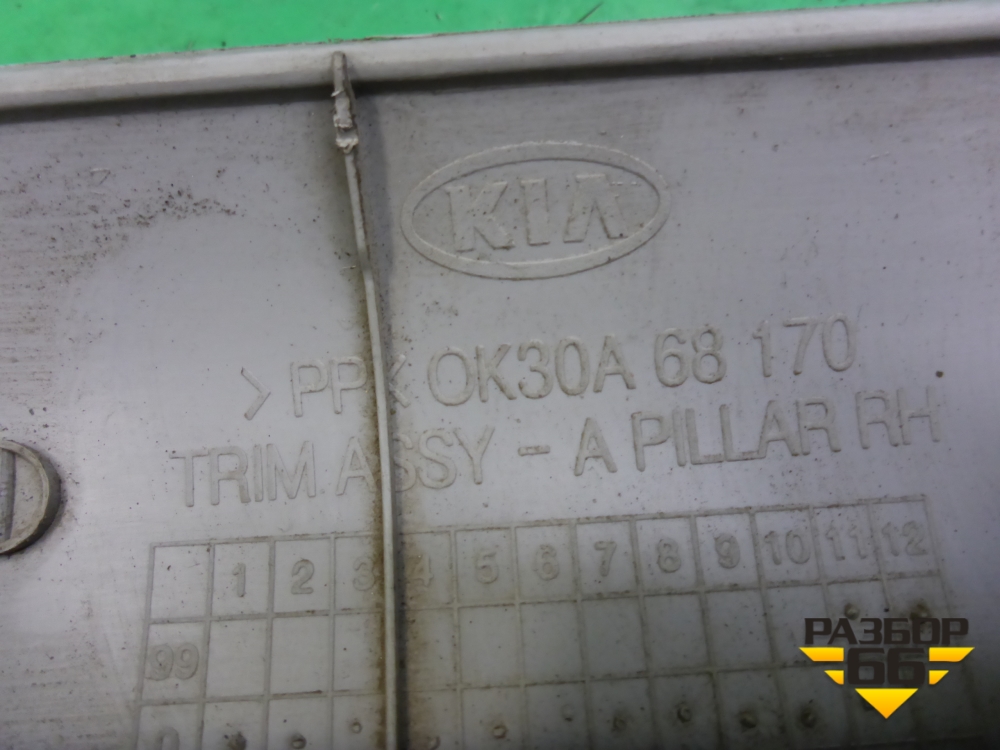 KIA
>PP< OK30A 68 170
TRIM ASSY - A PILLAR RH
1 2 3 4 5 6 7 8 9 10 11 12
99
РАЗБОР
66